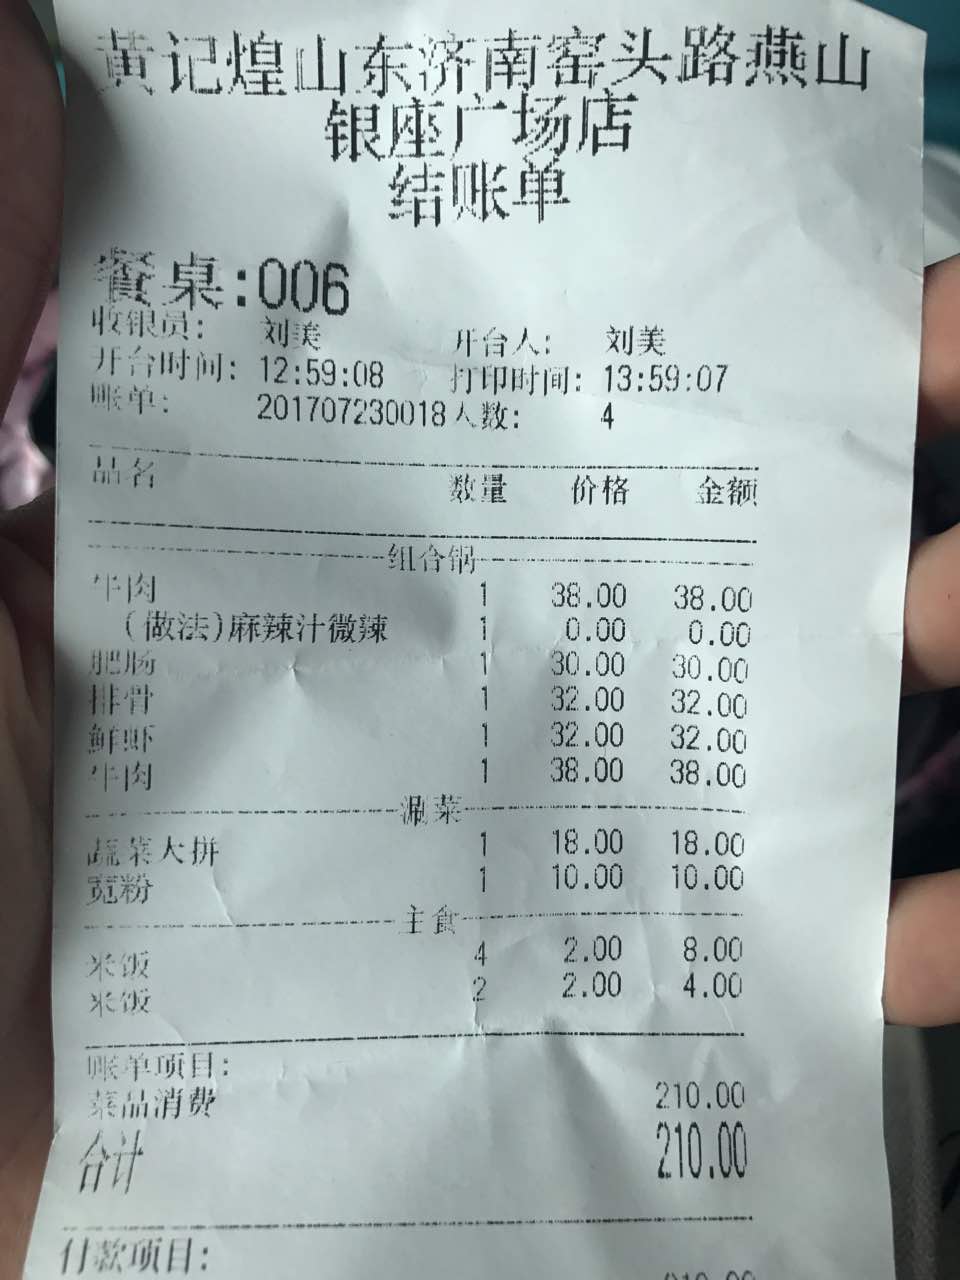 黄记煌山东济南窑头路燕山
银座广场店
结账单
餐桌:006
收银员: 刘美 开台人: 刘美
开台时间: 12:59:08 打印时间: 13:59:07
账单: 201707230018 人数: 4
品名 数量 价格 金额
组合锅
牛肉 1 38.00 38.00
(做法)麻辣汁微辣 1 0.00 0.00
肥肠 1 30.00 30.00
排骨 1 32.00 32.00
鲜虾 1 32.00 32.00
牛肉 1 38.00 38.00
涮菜
蔬菜大拼 1 18.00 18.00
宽粉 1 10.00 10.00
主食
米饭 4 2.00 8.00
米饭 2 2.00 4.00
账单项目:
菜品消费 210.00
合计 210.00
付款项目: